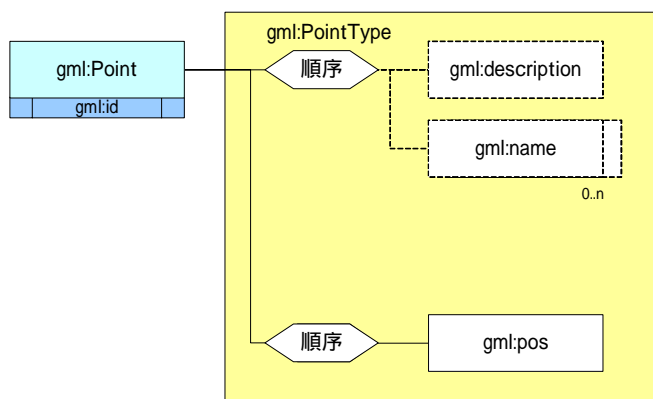 gml:PointType
gml:Point
gml:id
順序
gml:description
gml:name
0..n
順序
gml:pos